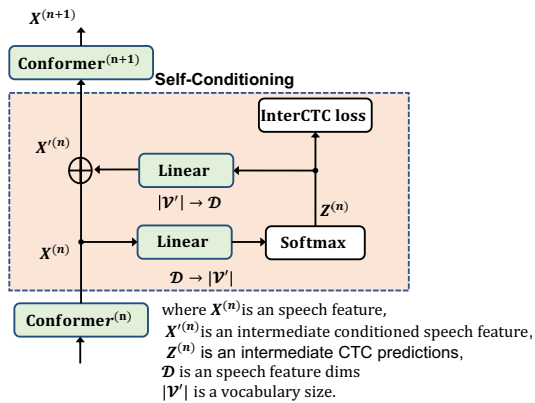 X^(n+1)
Conformer^(n+1)
Self-Conditioning
InterCTC loss
X′^(n)
Linear
|𝒱′| → 𝒟
Z^(n)
X^(n)
Linear
Softmax
𝒟 → |𝒱′|
Conformer^(n)
where X^(n) is an speech feature,
X′^(n) is an intermediate conditioned speech feature,
Z^(n) is an intermediate CTC predictions,
𝒟 is an speech feature dims
|𝒱′| is a vocabulary size.